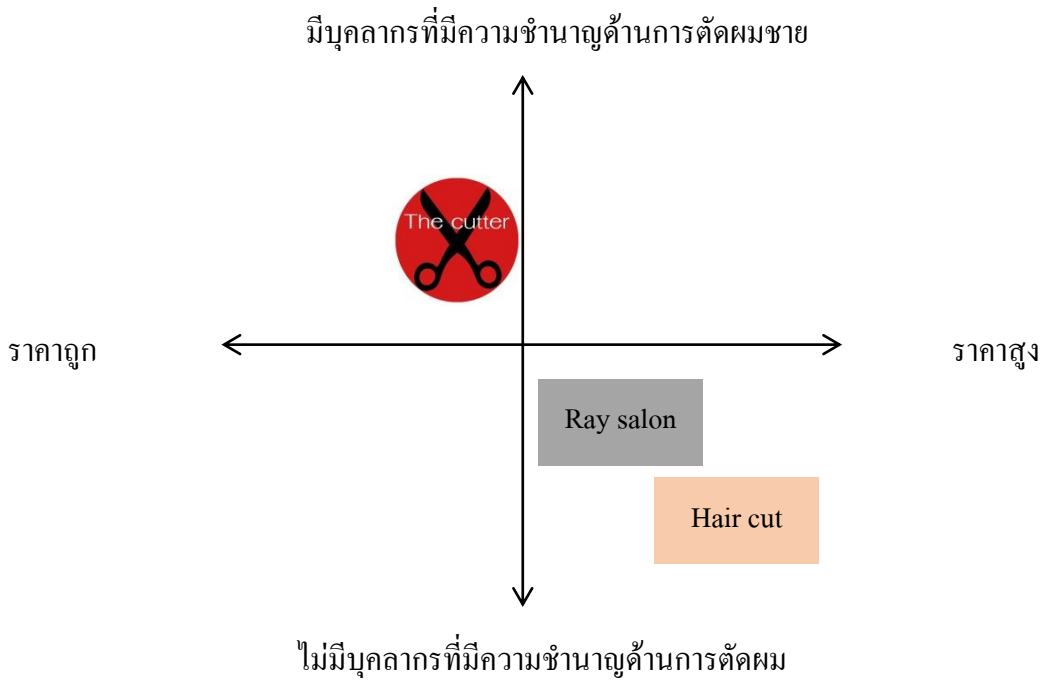 มีบุคลากรที่มีความชำนาญด้านการตัดผมชาย
The cutter
ราคาถูก
ราคาสูง
Ray salon
Hair cut
ไม่มีบุคลากรที่มีความชำนาญด้านการตัดผม